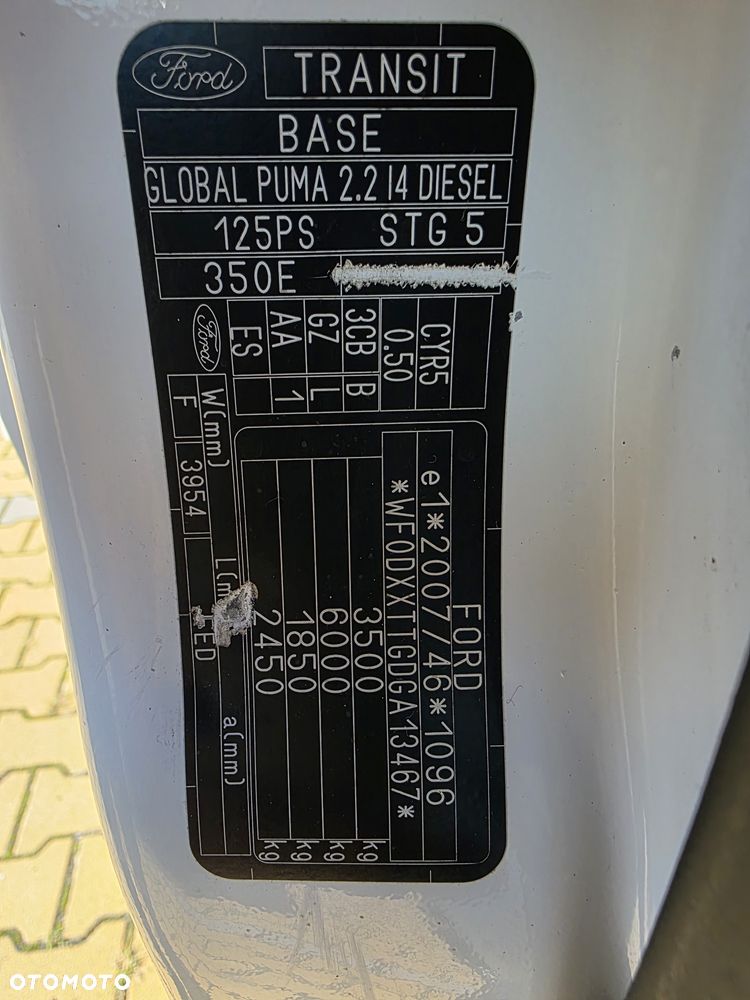 Ford
TRANSIT
BASE
GLOBAL PUMA 2.2 I4 DIESEL
125PS STG 5
350E
Ford
CYR5
0.50
3CB B
GZ L
AA 1
ES
FORD
e1*2007/46*1096
*WF0DXXTTGDGA13467*
3500 kg
6000 kg
1850 kg
2450 kg
W(mm) a(mm)
F 3954
OTOMOTO